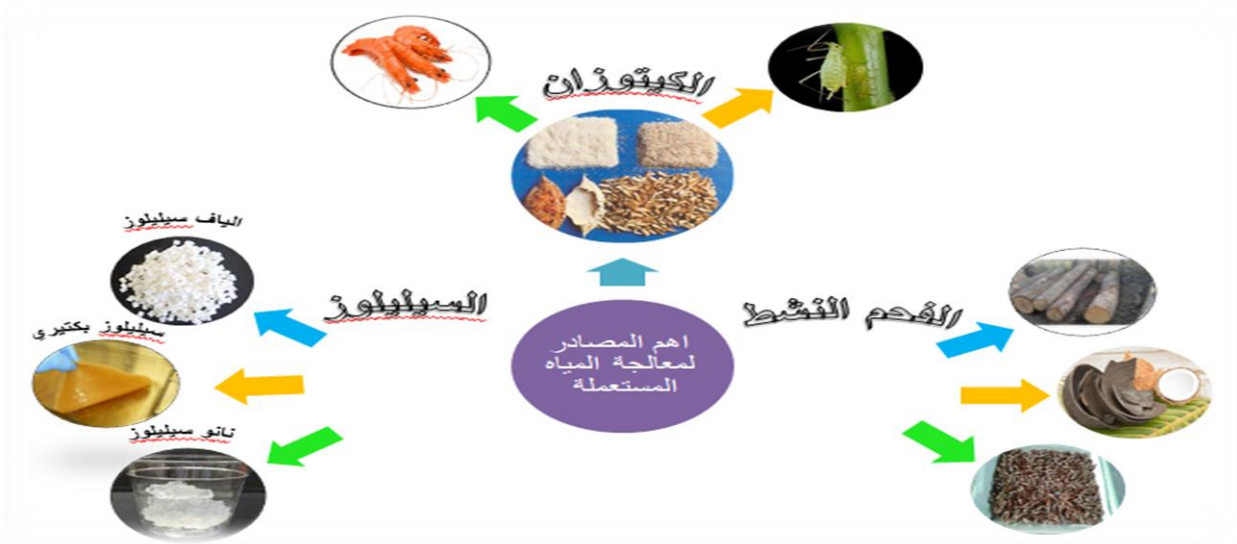 الكيتوزان
الفحم النشط
السيليلوز
الياف سيليلوز
سيليلوز بكتيري
نانو سيليلوز
اهم المصادر
لمعالجة المياه
المستعملة